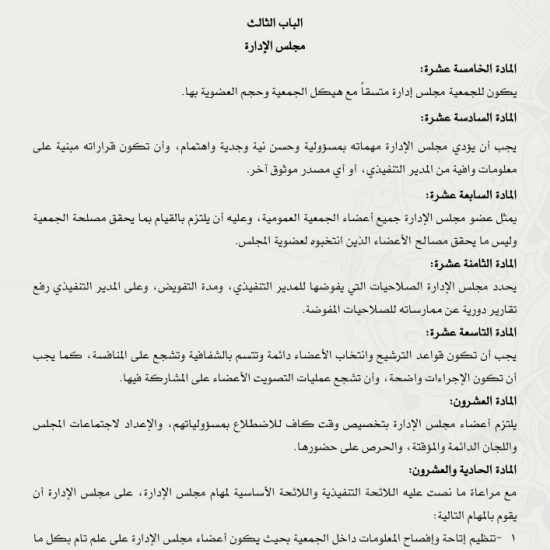 الباب الثالث
مجلس الإدارة
المادة الخامسة عشرة:
يكون للجمعية مجلس إدارة متسقاً مع هيكل الجمعية وحجم العضوية بها.
المادة السادسة عشرة:
يجب أن يؤدي مجلس الإدارة مهماته بمسؤولية وحسن نية وجدية واهتمام، وأن تكون قراراته مبنية على
معلومات وافية من المدير التنفيذي، أو أي مصدر موثوق آخر.
المادة السابعة عشرة:
يمثل عضو مجلس الإدارة جميع أعضاء الجمعية العمومية، وعليه أن يلتزم بالقيام بما يحقق مصلحة الجمعية
وليس ما يحقق مصالح الأعضاء الذين انتخبوه لعضوية المجلس.
المادة الثامنة عشرة:
يحدد مجلس الإدارة الصلاحيات التي يفوضها للمدير التنفيذي، ومدة التفويض، وعلى المدير التنفيذي رفع
تقارير دورية عن ممارساته للصلاحيات المفوضة.
المادة التاسعة عشرة:
يجب أن تكون قواعد الترشيح وانتخاب الأعضاء دائمة وتتسم بالشفافية وتشجع على المنافسة، كما يجب
أن تكون الإجراءات واضحة، وأن تشجع عمليات التصويت الأعضاء على المشاركة فيها.
المادة العشرون:
يلتزم أعضاء مجلس الإدارة بتخصيص وقت كاف للاضطلاع بمسؤولياتهم، والإعداد لاجتماعات المجلس
واللجان الدائمة والمؤقتة، والحرص على حضورها.
المادة الحادية والعشرون:
مع مراعاة ما نصت عليه اللائحة التنفيذية واللائحة الأساسية لمهام مجلس الإدارة، على مجلس الإدارة أن
يقوم بالمهام التالية:
١ -تنظيم إتاحة وإفصاح المعلومات داخل الجمعية بحيث يكون أعضاء مجلس الإدارة على علم تام بكل ما